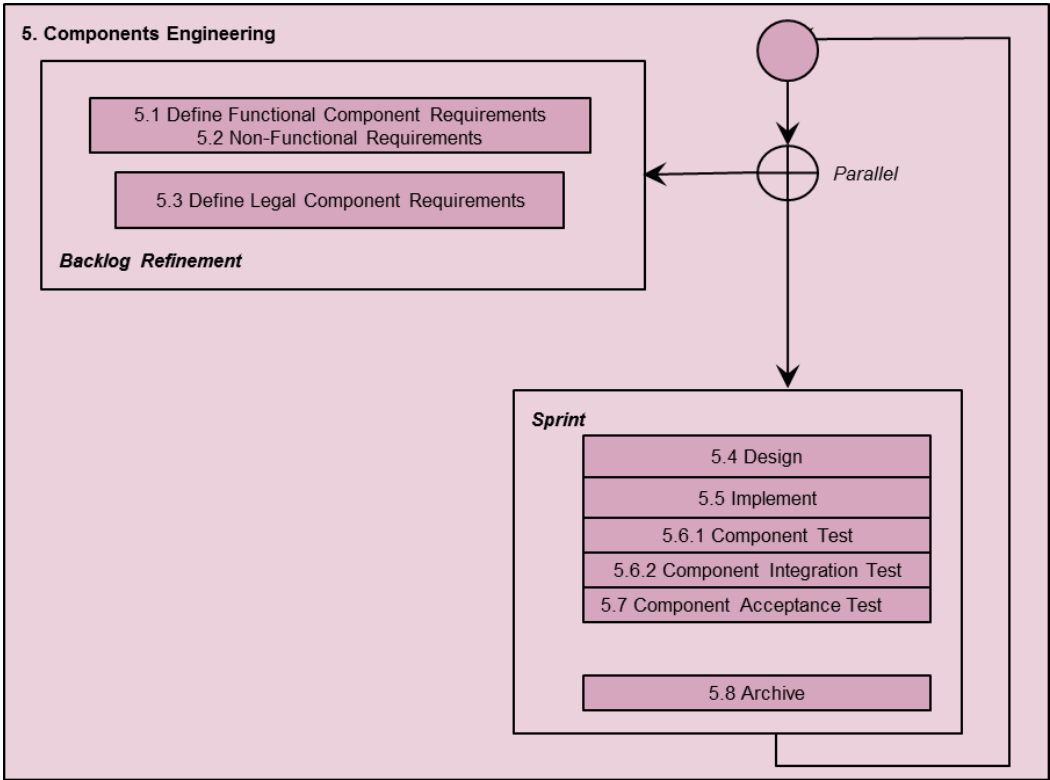 5. Components Engineering
5.1 Define Functional Component Requirements
5.2 Non-Functional Requirements
5.3 Define Legal Component Requirements
Backlog Refinement
Parallel
Sprint
5.4 Design
5.5 Implement
5.6.1 Component Test
5.6.2 Component Integration Test
5.7 Component Acceptance Test
5.8 Archive